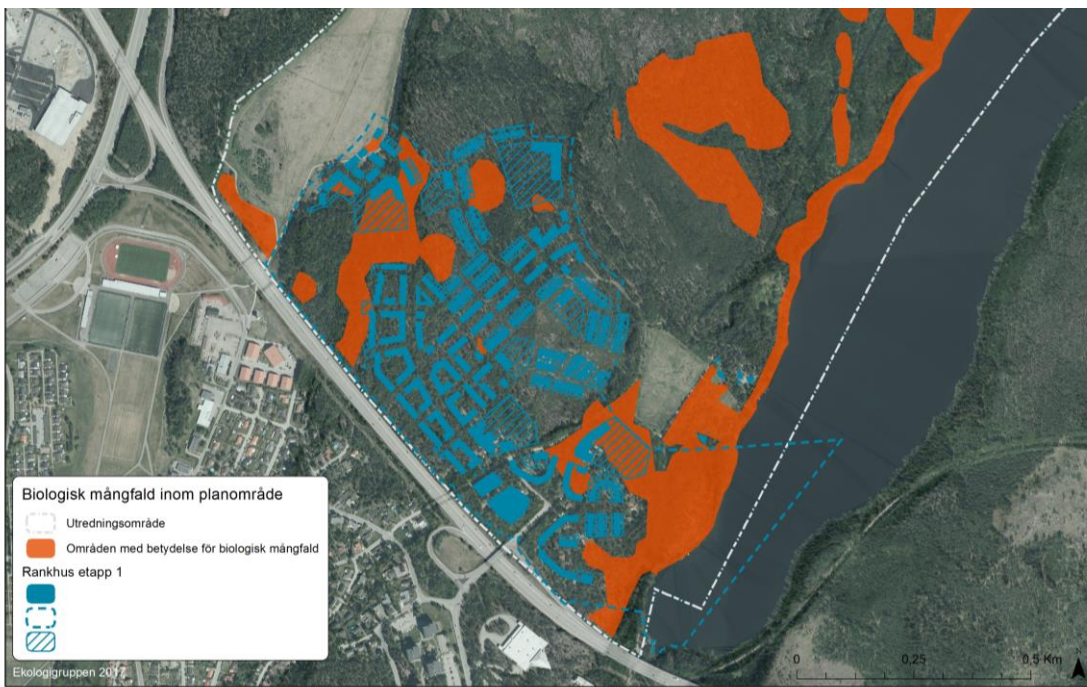 Biologisk mångfald inom planområde
Utredningsområde
Områden med betydelse för biologisk mångfald
Rankhus etapp 1
Ekologigruppen 2017
0 0,25 0,5 Km